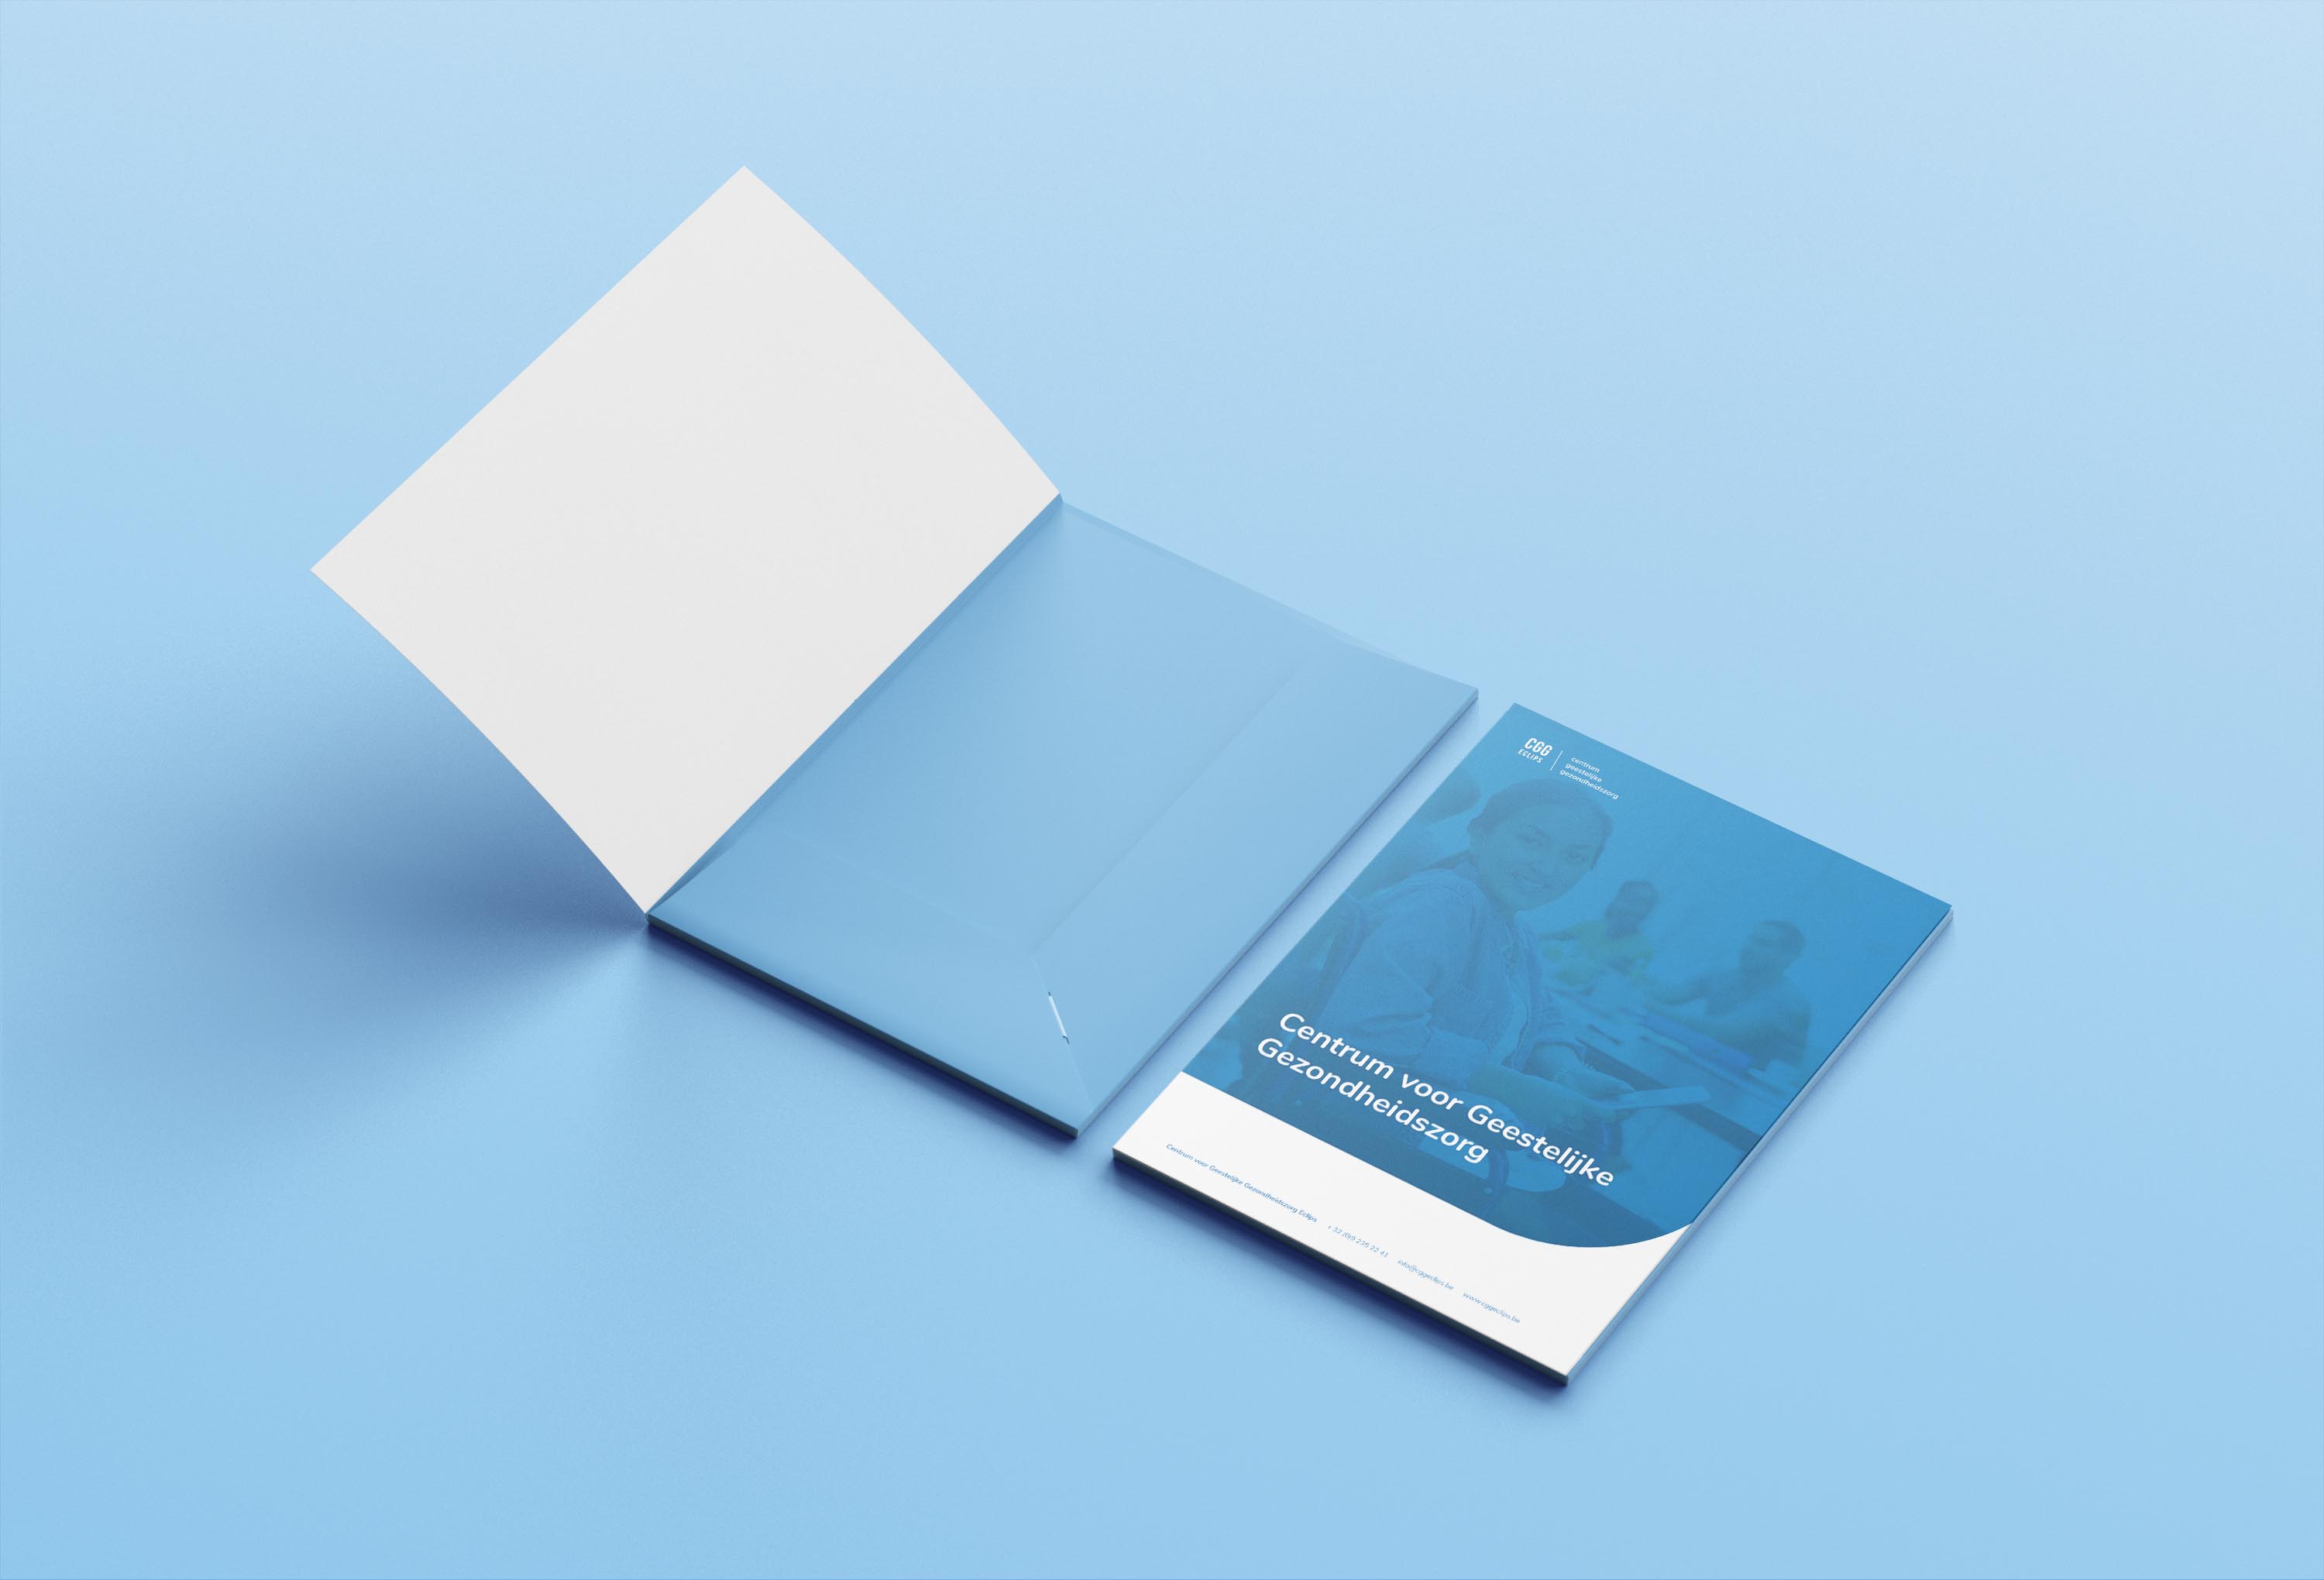 CGG
ECLIPS
centrum
geestelijke
gezondheidszorg
Centrum voor Geestelijke
Gezondheidszorg
Centrum voor Geestelijke Gezondheidszorg Eclips + 32 (0)9 235 22 41 info@cggeclips.be www.cggeclips.be